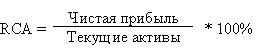 Чистая прибыль
RCA = * 100%
Текущие активы